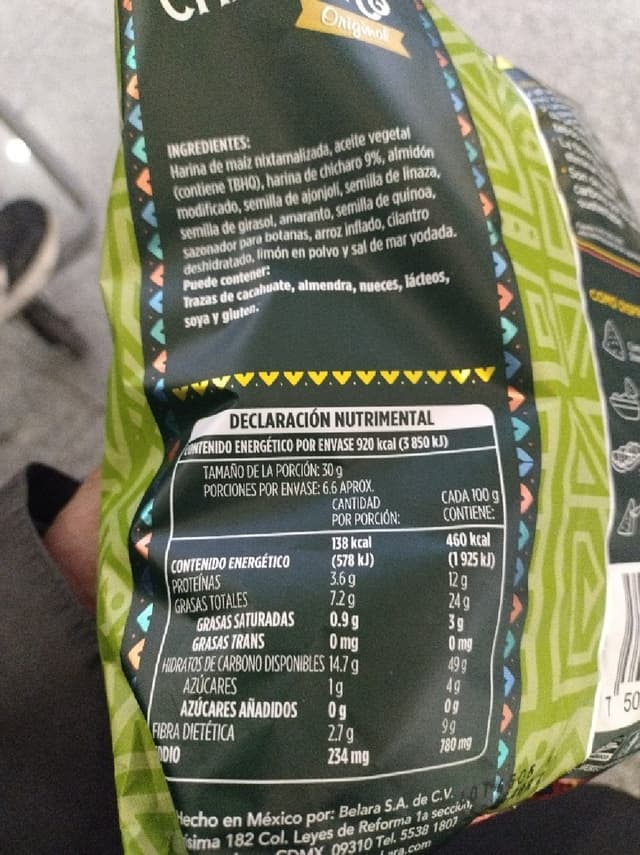 Original
INGREDIENTES:
Harina de maíz nixtamalizada, aceite vegetal
(contiene TBHQ), harina de chícharo 9%, almidón
modificado, semilla de ajonjolí, semilla de linaza,
semilla de girasol, amaranto, semilla de quinoa,
sazonador para botanas, arroz inflado, cilantro
deshidratado, limón en polvo y sal de mar yodada.
Puede contener:
Trazas de cacahuate, almendra, nueces, lácteos,
soya y gluten.
DECLARACIÓN NUTRIMENTAL
CONTENIDO ENERGÉTICO POR ENVASE 920 kcal (3 850 kJ)
TAMAÑO DE LA PORCIÓN: 30 g
PORCIONES POR ENVASE: 6.6 APROX.
CANTIDAD POR PORCIÓN: CADA 100 g CONTIENE:
CONTENIDO ENERGÉTICO 138 kcal (578 kJ) 460 kcal (1 925 kJ)
PROTEÍNAS 3.6 g 12 g
GRASAS TOTALES 7.2 g 24 g
GRASAS SATURADAS 0.9 g 3 g
GRASAS TRANS 0 mg 0 mg
HIDRATOS DE CARBONO DISPONIBLES 14.7 g 49 g
AZÚCARES 1 g 4 g
AZÚCARES AÑADIDOS 0 g 0 g
FIBRA DIETÉTICA 2.7 g 9 g
ODIO 234 mg 780 mg
Hecho en México por: Belara S.A. de C.V.
182 Col. Leyes de Reforma 1a sección,
CDMX 09310 Tel. 5538 1807
7 50